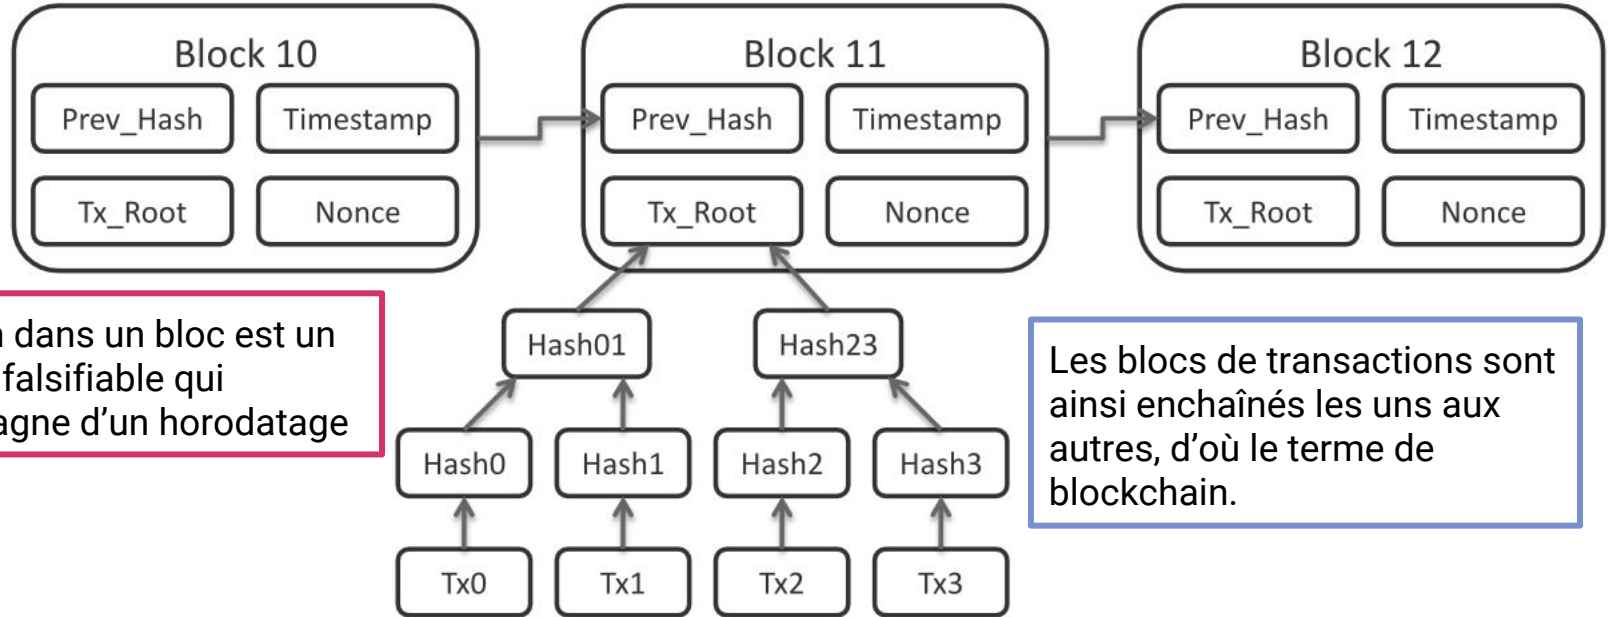 Block 10
Block 11
Block 12
Prev_Hash
Timestamp
Prev_Hash
Timestamp
Prev_Hash
Timestamp
Tx_Root
Nonce
Tx_Root
Nonce
Tx_Root
Nonce
dans un bloc est un
falsifiable qui
agne d’un horodatage
Hash01
Hash23
Les blocs de transactions sont
ainsi enchaînés les uns aux
autres, d’où le terme de
blockchain.
Hash0
Hash1
Hash2
Hash3
Tx0
Tx1
Tx2
Tx3